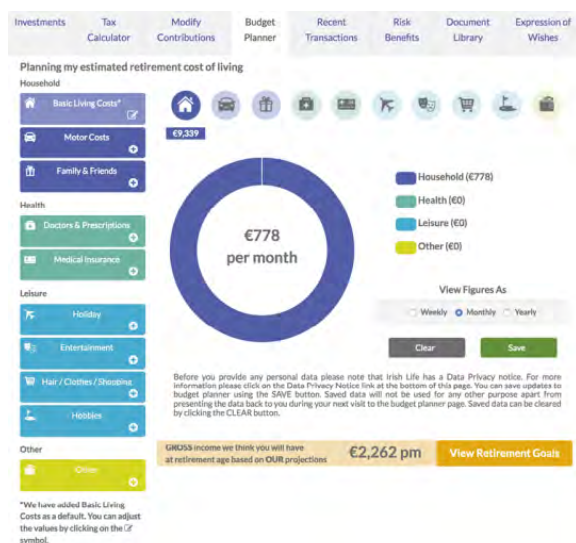 Investments
Tax Calculator
Modify Contributions
Budget Planner
Recent Transactions
Risk Benefits
Document Library
Expression of Wishes
Planning my estimated retirement cost of living
Household
Basic Living Costs*
Motor Costs
Family & Friends
Health
Doctors & Prescriptions
Medical Insurance
Leisure
Holiday
Entertainment
Hair / Clothes / Shopping
Hobbies
Other
Other
*We have added Basic Living
Costs as a default. You can adjust
the values by clicking on the
symbol.
€9,339
€778
per month
Household (€778)
Health (€0)
Leisure (€0)
Other (€0)
View Figures As
Weekly Monthly Yearly
Clear
Save
Before you provide any personal data please note that Irish Life has a Data Privacy notice. For more
information please click on the Data Privacy Notice link at the bottom of this page. You can save updates to
budget planner using the SAVE button. Saved data will not be used for any other purpose apart from
presenting the data back to you during your next visit to the budget planner page. Saved data can be cleared
by clicking the CLEAR button.
GROSS income we think you will have
at retirement age based on OUR projections
€2,262 pm
View Retirement Goals